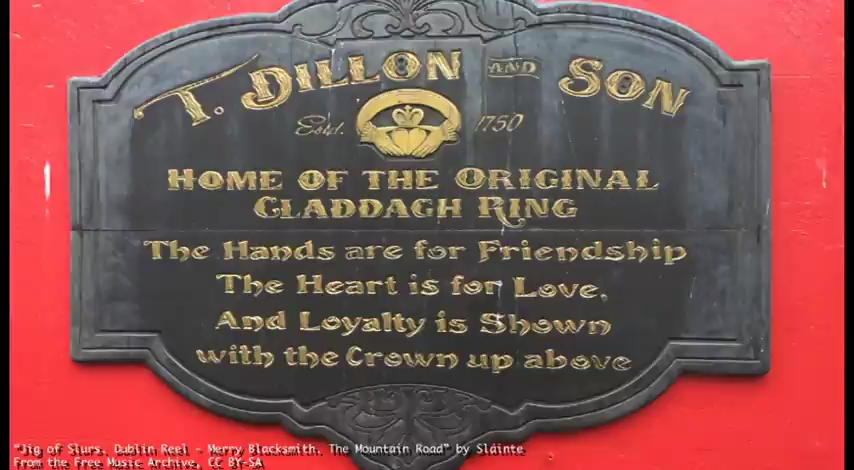 T. DILLON AND SON
Estd. 1750
HOME OF THE ORIGINAL
CLADDAGH RING
The Hands are for Friendship
The Heart is for Love,
And Loyalty is Shown
with the Crown up above
"Jig of Slurs, Dublin Reel - Merry Blacksmith, The Mountain Road" by Sláinte
From the Free Music Archive, CC BY-SA